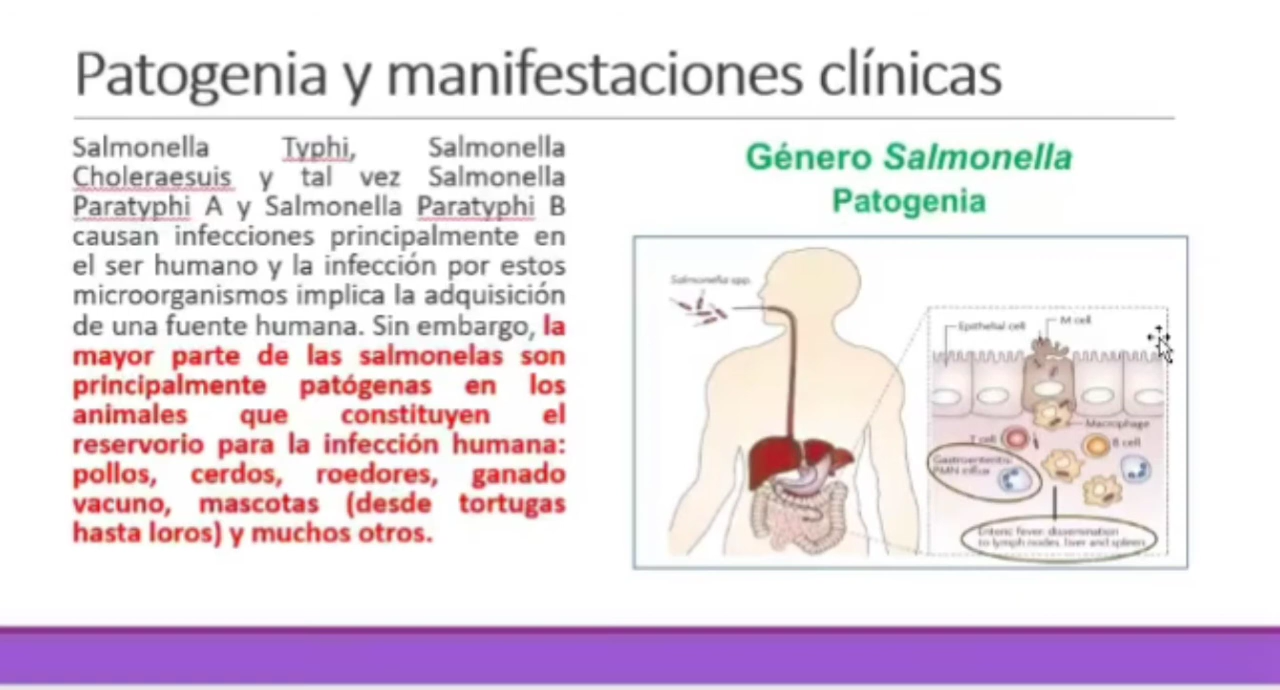 Patogenia y manifestaciones clínicas
Salmonella Typhi, Salmonella
Choleraesuis y tal vez Salmonella
Paratyphi A y Salmonella Paratyphi B
causan infecciones principalmente en
el ser humano y la infección por estos
microorganismos implica la adquisición
de una fuente humana. Sin embargo, la
mayor parte de las salmonelas son
principalmente patógenas en los
animales que constituyen el
reservorio para la infección humana:
pollos, cerdos, roedores, ganado
vacuno, mascotas (desde tortugas
hasta loros) y muchos otros.
Género Salmonella
Patogenia
Salmonella spp.
Epithelial cell
M cell
Macrophage
T cell
B cell
PMN influx
Enteric fever: dissemination
to lymph nodes, liver and spleen